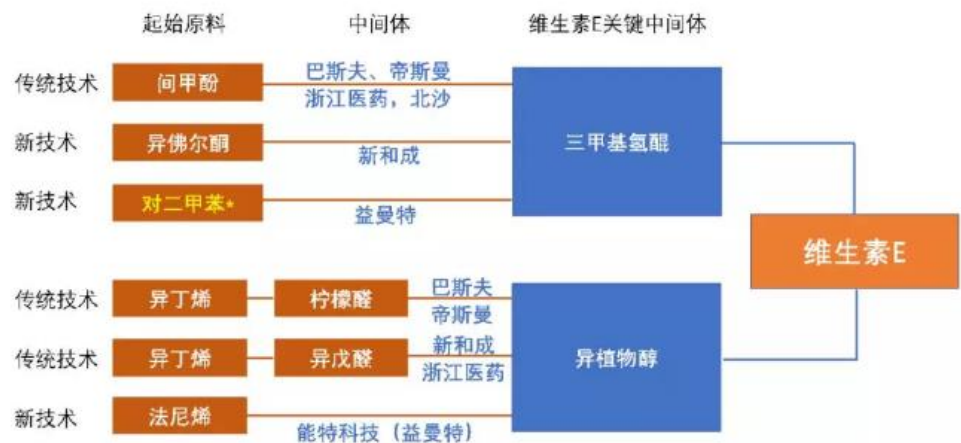 起始原料 中间体 维生素E关键中间体
传统技术 间甲酚 巴斯夫、帝斯曼
浙江医药，北沙
新技术 异佛尔酮 新和成
三甲基氢醌
新技术 对二甲苯* 益曼特
维生素E
传统技术 异丁烯 柠檬醛 巴斯夫
帝斯曼
传统技术 异丁烯 异戊醛 新和成
浙江医药
异植物醇
新技术 法尼烯 能特科技（益曼特）